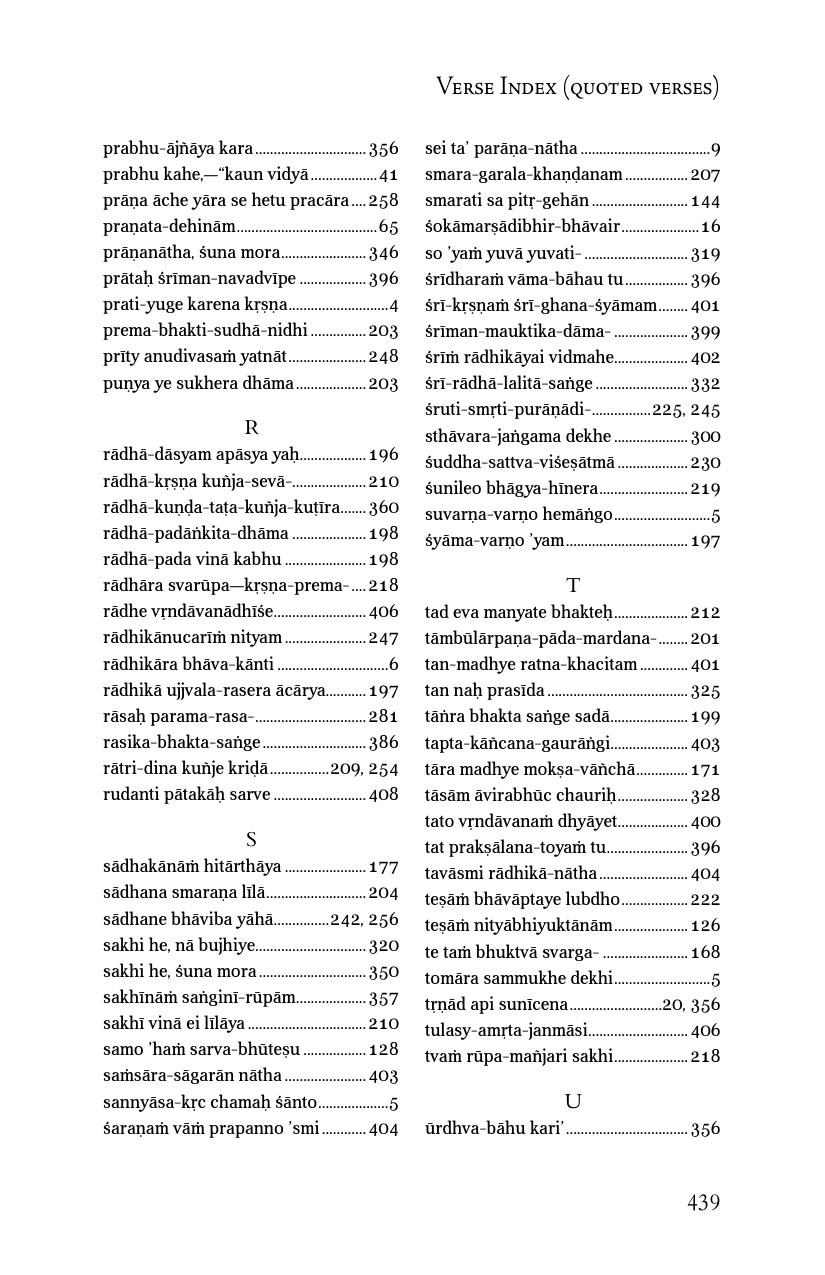 Verse Index (quoted verses)
prabhu-ājñāya kara.............................. 356
prabhu kahe,—“kaun vidyā.................. 41
prāṇa āche yāra se hetu pracāra.... 258
praṇata-dehinām......................................65
prāṇanātha, śuna mora....................... 346
prātaḥ śrīman-navadvīpe .................. 396
prati-yuge karena kṛṣṇa...........................4
prema-bhakti-sudhā-nidhi ............... 203
prīty anudivasaṁ yatnāt..................... 248
puṇya ye sukhera dhāma................... 203
R
rādhā-dāsyam apāsya yaḥ.................. 196
rādhā-kṛṣṇa kuñja-sevā-.................... 210
rādhā-kuṇḍa-taṭa-kuñja-kuṭīra....... 360
rādhā-padāṅkita-dhāma .................... 198
rādhā-pada vinā kabhu ...................... 198
rādhāra svarūpa—kṛṣṇa-prema-.... 218
rādhe vṛndāvanādhīśe......................... 406
rādhikānucarīṁ nityam ...................... 247
rādhikāra bhāva-kānti ..............................6
rādhikā ujjvala-rasera ācārya........... 197
rāsaḥ parama-rasa-.............................. 281
rasika-bhakta-saṅge............................ 386
rātri-dina kuñje kriḍā................209, 254
rudanti pātakāḥ sarve ......................... 408
S
sādhakānāṁ hitārthāya ...................... 177
sādhana smaraṇa līlā........................... 204
sādhane bhāviba yāhā...............242, 256
sakhi he, nā bujhiye.............................. 320
sakhi he, śuna mora ............................. 350
sakhīnāṁ saṅginī-rūpām................... 357
sakhī vinā ei līlāya ................................ 210
samo ’haṁ sarva-bhūteṣu ................. 128
saṁsāra-sāgarān nātha ...................... 403
sannyāsa-kṛc chamaḥ śānto...................5
śaraṇaṁ vāṁ prapanno ’smi ............ 404
sei ta’ parāṇa-nātha ...................................9
smara-garala-khaṇḍanam ................. 207
smarati sa pitṛ-gehān .......................... 144
śokāmarṣādibhir-bhāvair.....................16
so ’yaṁ yuvā yuvati- ............................ 319
śrīdharaṁ vāma-bāhau tu................. 396
śrī-kṛṣṇaṁ śrī-ghana-śyāmam........ 401
śrīman-mauktika-dāma- .................... 399
śrīṁ rādhikāyai vidmahe.................... 402
śrī-rādhā-lalitā-saṅge ......................... 332
śruti-smṛti-purāṇādi-................225, 245
sthāvara-jaṅgama dekhe .................... 300
śuddha-sattva-viśeṣātmā ................... 230
śunileo bhāgya-hīnera........................ 219
suvarṇa-varṇo hemāṅgo..........................5
śyāma-varṇo ’yam................................. 197
T
tad eva manyate bhakteḥ.................... 212
tāmbūlārpaṇa-pāda-mardana-........ 201
tan-madhye ratna-khacitam ............. 401
tan naḥ prasīda ...................................... 325
tāṅra bhakta saṅge sadā..................... 199
tapta-kāñcana-gaurāṅgi..................... 403
tāra madhye mokṣa-vāñchā.............. 171
tāsām āvirabhūc chauriḥ................... 328
tato vṛndāvanaṁ dhyāyet................... 400
tat prakṣālana-toyaṁ tu...................... 396
tavāsmi rādhikā-nātha ........................ 404
teṣāṁ bhāvāptaye lubdho.................. 222
teṣāṁ nityābhiyuktānām.................... 126
te taṁ bhuktvā svarga- ....................... 168
tomāra sammukhe dekhi..........................5
tṛṇād api sunīcena.........................20, 356
tulasy-amṛta-janmāsi........................... 406
tvaṁ rūpa-mañjari sakhi.................... 218
U
ūrdhva-bāhu kari’................................. 356
439